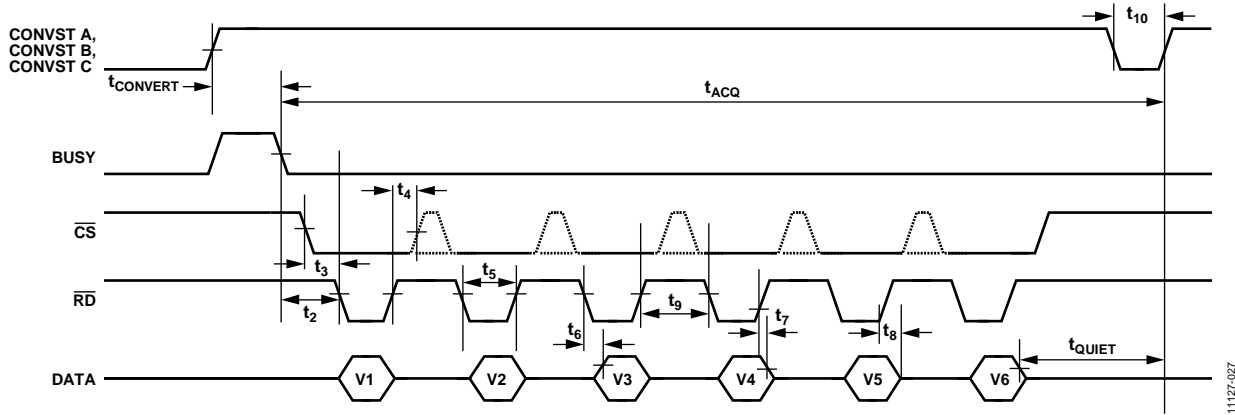 CONVST A,
CONVST B,
CONVST C
t10
tCONVERT
tACQ
BUSY
t4
CS
t3
t5
RD
t2
t9
t6
t7
t8
tQUIET
DATA
V1
V2
V3
V4
V5
V6
11127-027